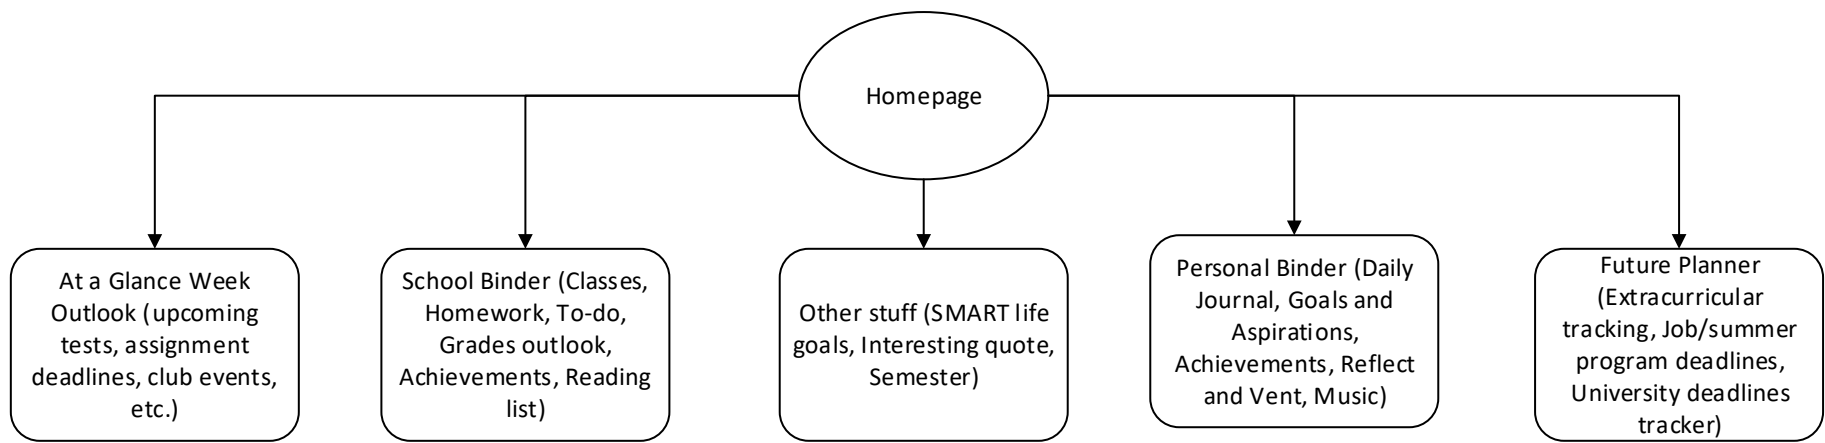 Homepage
At a Glance Week
Outlook (upcoming
tests, assignment
deadlines, club events,
etc.)
School Binder (Classes,
Homework, To-do,
Grades outlook,
Achievements, Reading
list)
Other stuff (SMART life
goals, Interesting quote,
Semester)
Personal Binder (Daily
Journal, Goals and
Aspirations,
Achievements, Reflect
and Vent, Music)
Future Planner
(Extracurricular
tracking, Job/summer
program deadlines,
University deadlines
tracker)